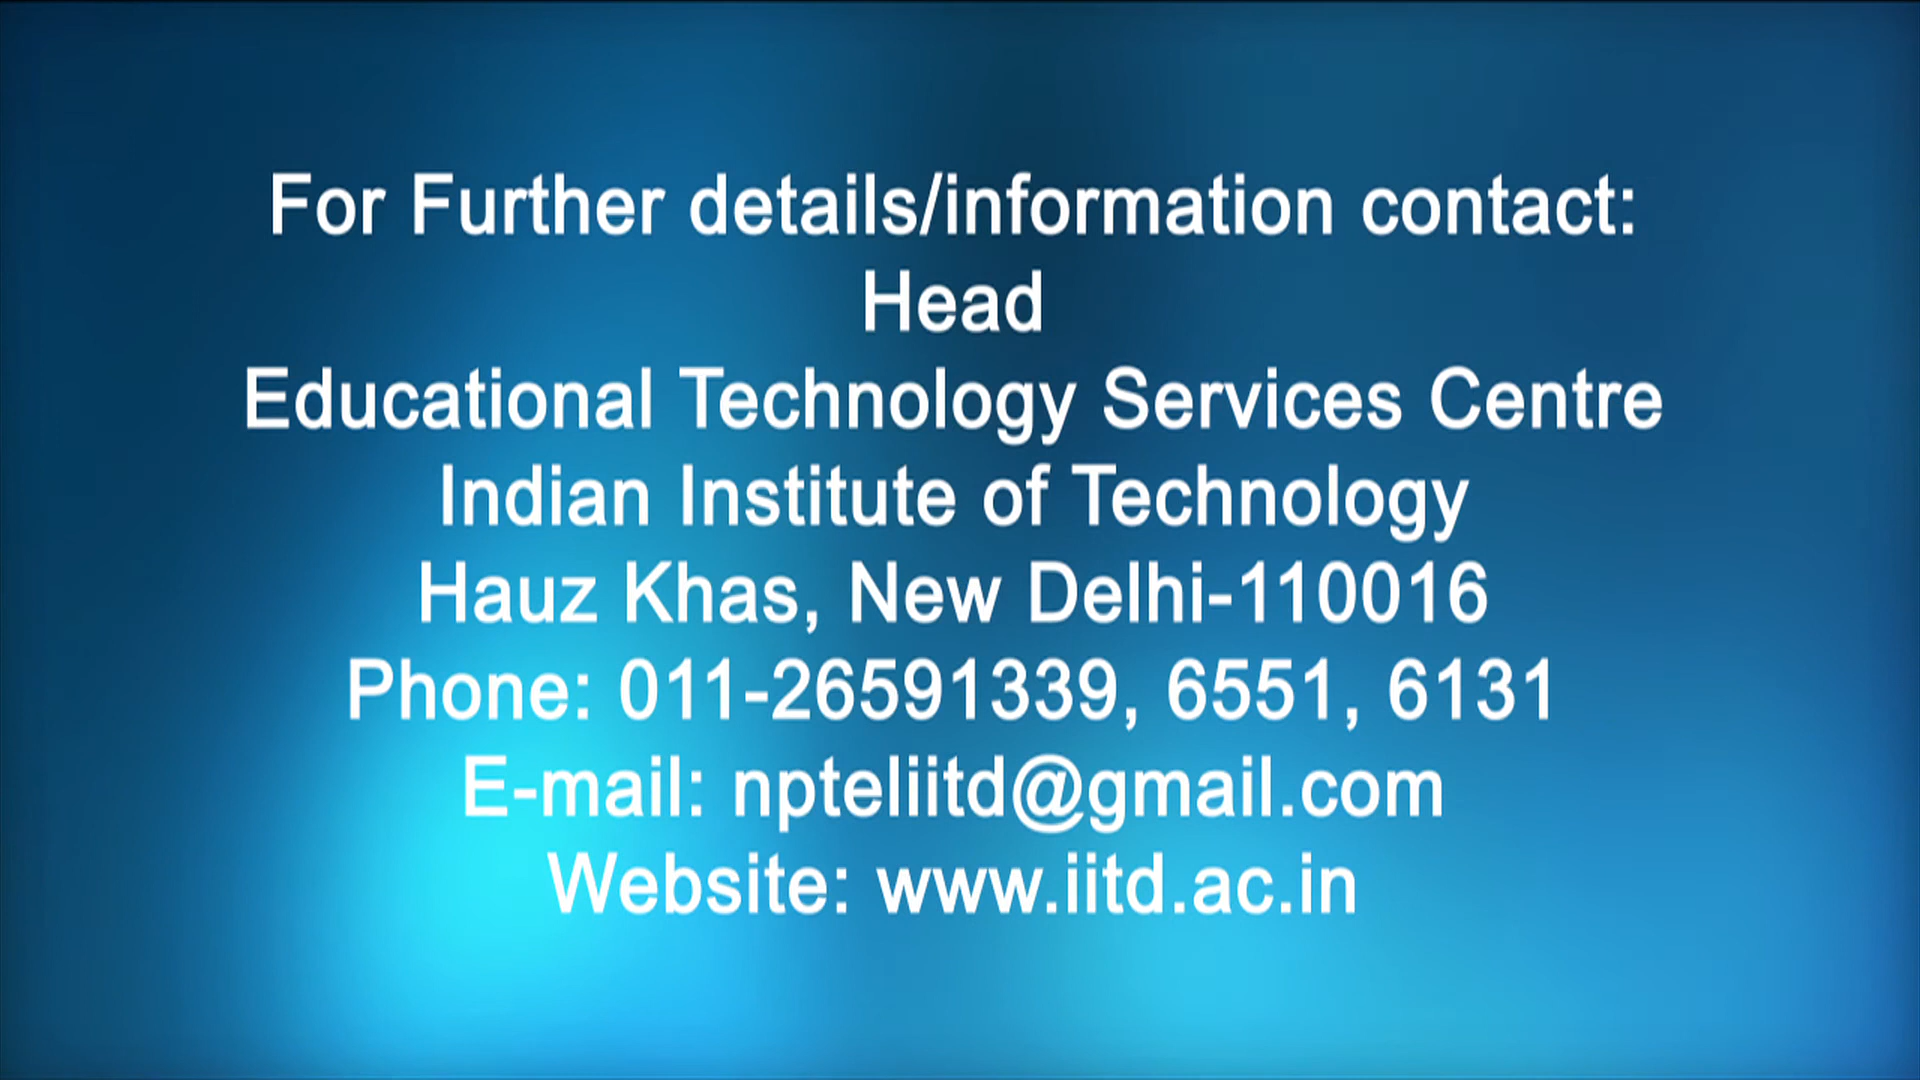 For Further details/information contact:
Head
Educational Technology Services Centre
Indian Institute of Technology
Hauz Khas, New Delhi-110016
Phone: 011-26591339, 6551, 6131
E-mail: npteliitd@gmail.com
Website: www.iitd.ac.in